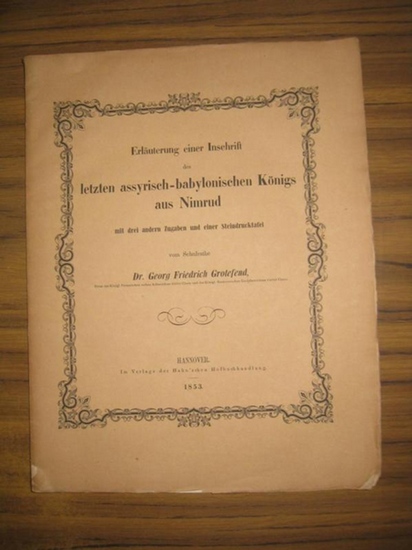 Erläuterung einer Inschrift
des
letzten assyrisch-babylonischen Königs
aus Nimrud
mit drei andern Zugaben und einer Steindrucktafel
vom Schulrathe
Dr. Georg Friedrich Grotefend,
HANNOVER.
Im Verlage der Hahn'schen Hofbuchhandlung
1853.